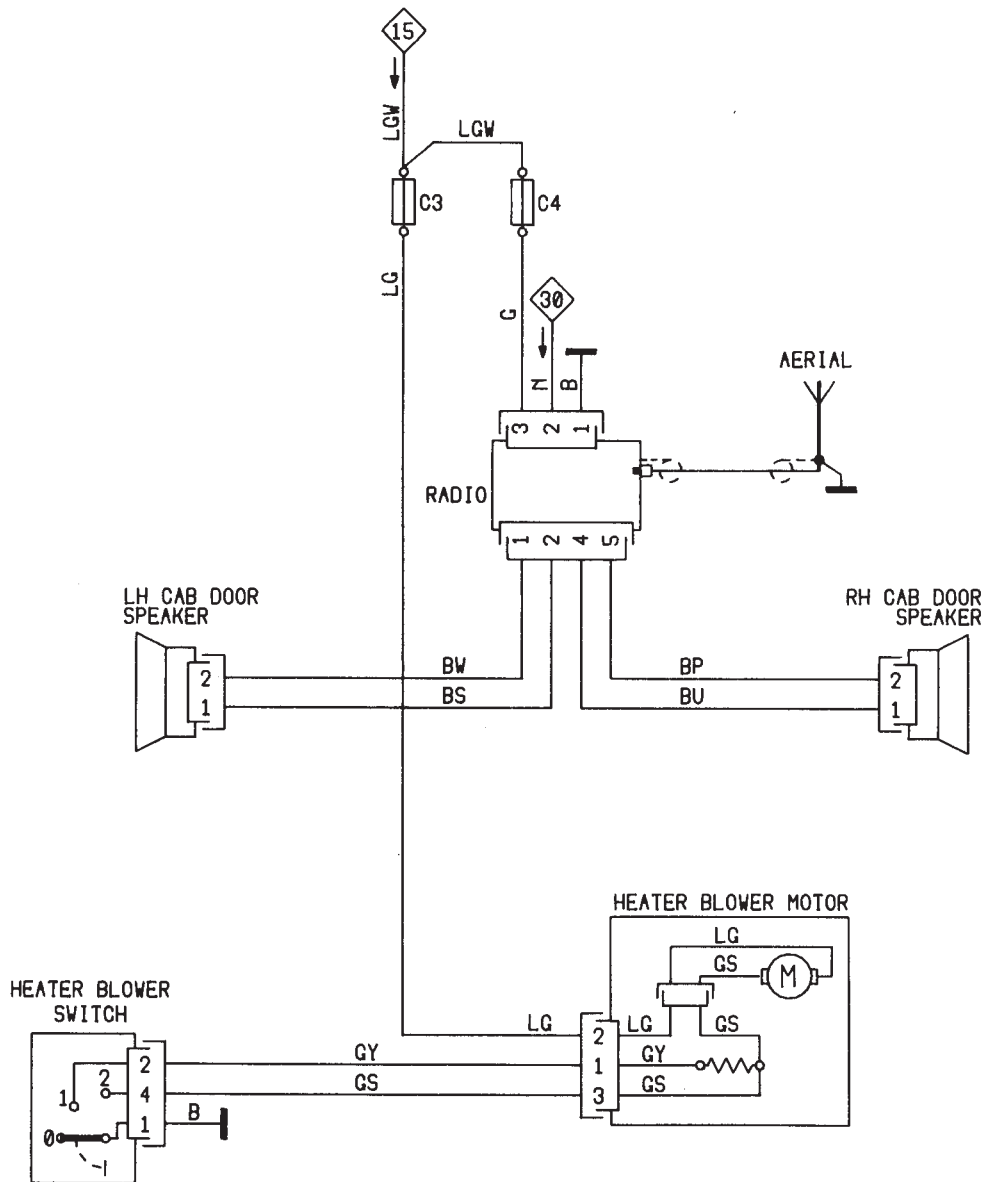 15
LGW
LGW
C3
C4
LG
G
30
N
B
AERIAL
3
2
1
RADIO
1
2
4
5
LH CAB DOOR
SPEAKER
RH CAB DOOR
SPEAKER
2
1
BW
BS
BP
BU
2
1
HEATER BLOWER MOTOR
LG
GS
M
HEATER BLOWER
SWITCH
LG
2
LG
GS
2
GY
1
GY
GS
4
3
GS
1
2
1
B
0